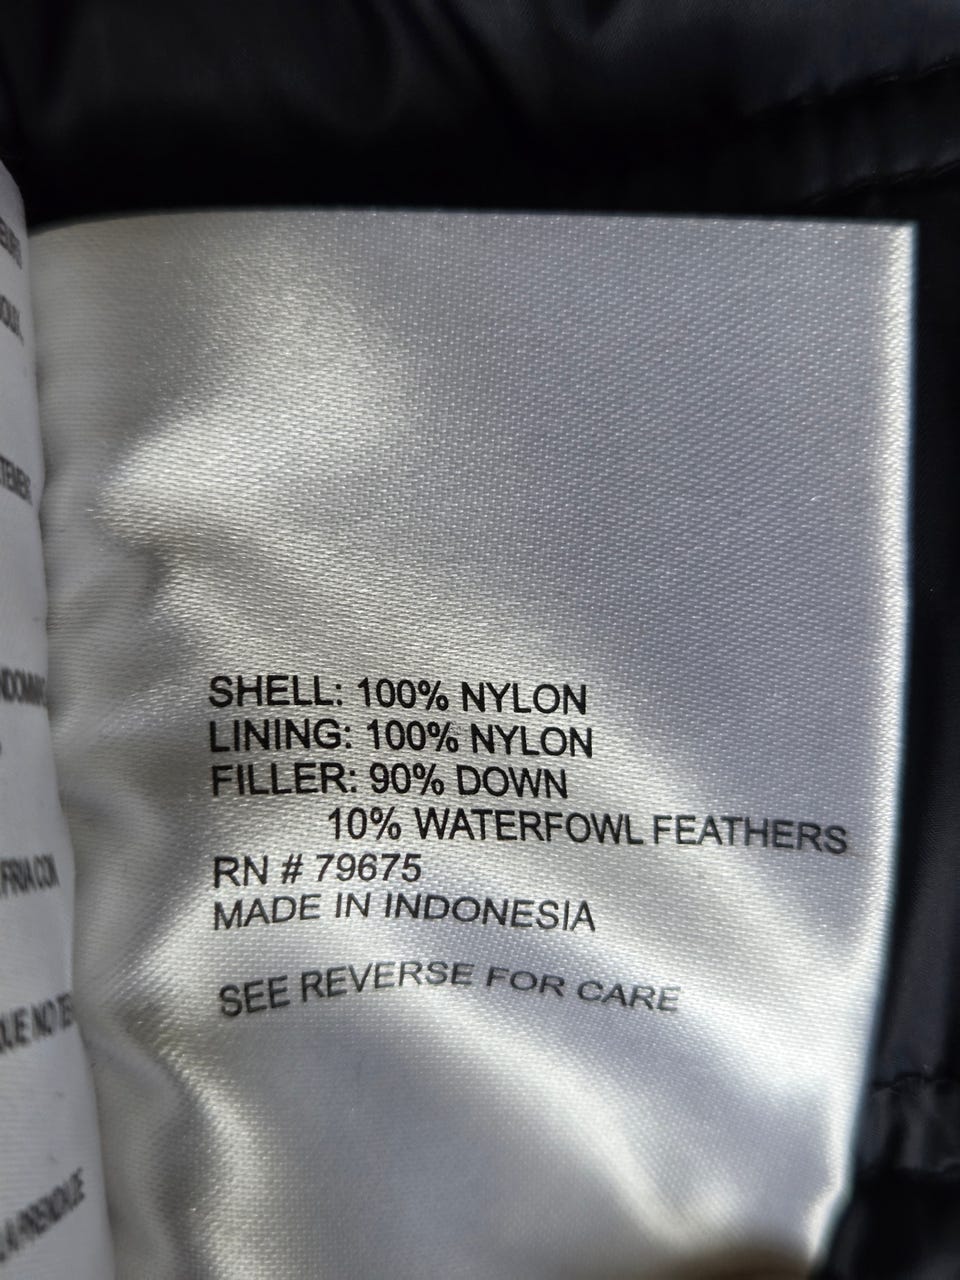 SHELL: 100% NYLON
LINING: 100% NYLON
FILLER: 90% DOWN
10% WATERFOWL FEATHERS
RN # 79675
MADE IN INDONESIA
SEE REVERSE FOR CARE